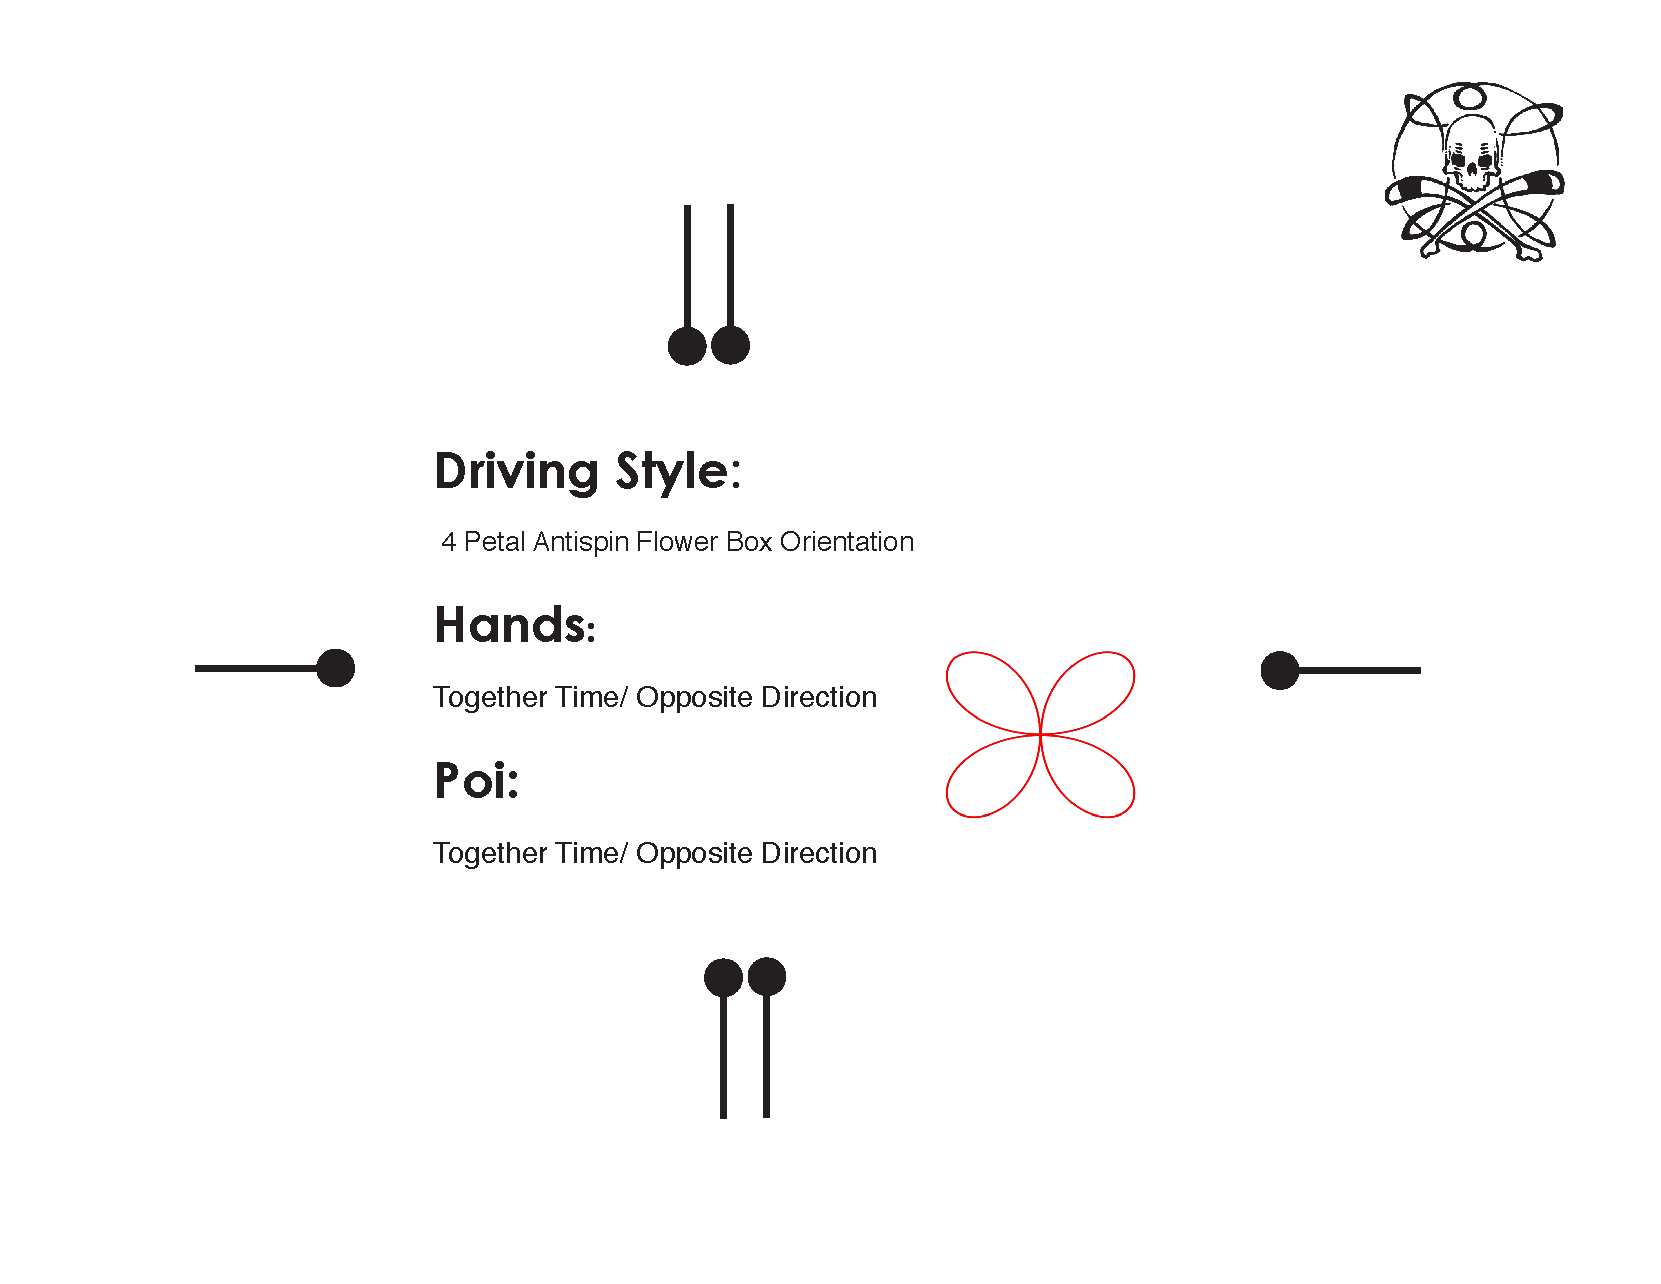 Driving Style:
4 Petal Antispin Flower Box Orientation
Hands:
Together Time/ Opposite Direction
Poi:
Together Time/ Opposite Direction